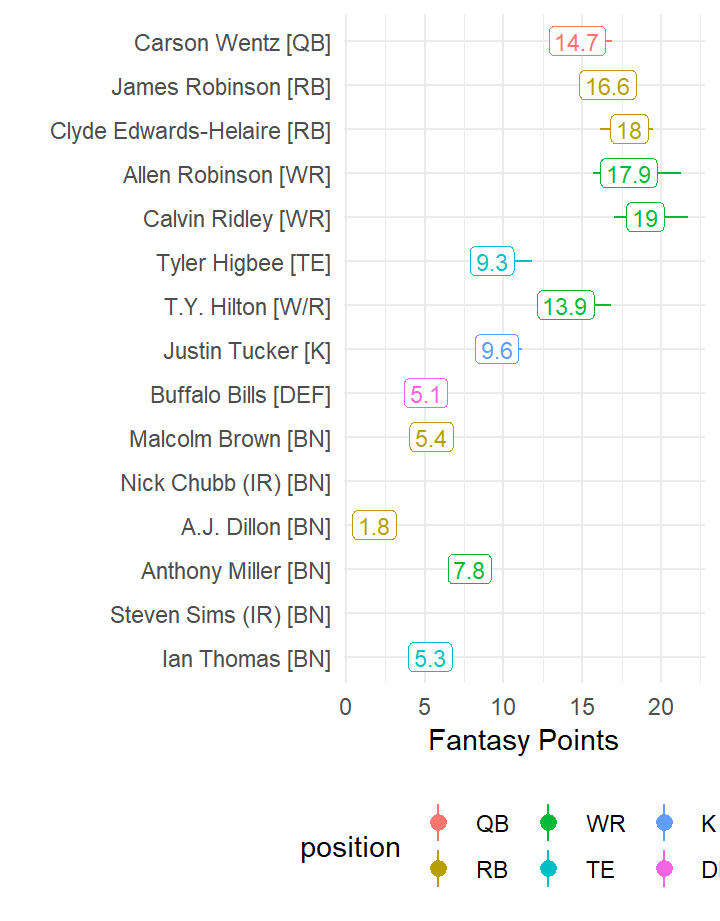 Carson Wentz [QB] 14.7
James Robinson [RB] 16.6
Clyde Edwards-Helaire [RB] 18
Allen Robinson [WR] 17.9
Calvin Ridley [WR] 19
Tyler Higbee [TE] 9.3
T.Y. Hilton [W/R] 13.9
Justin Tucker [K] 9.6
Buffalo Bills [DEF] 5.1
Malcolm Brown [BN] 5.4
Nick Chubb (IR) [BN]
A.J. Dillon [BN] 1.8
Anthony Miller [BN] 7.8
Steven Sims (IR) [BN]
Ian Thomas [BN] 5.3
0 5 10 15 20
Fantasy Points
position
QB WR K
RB TE